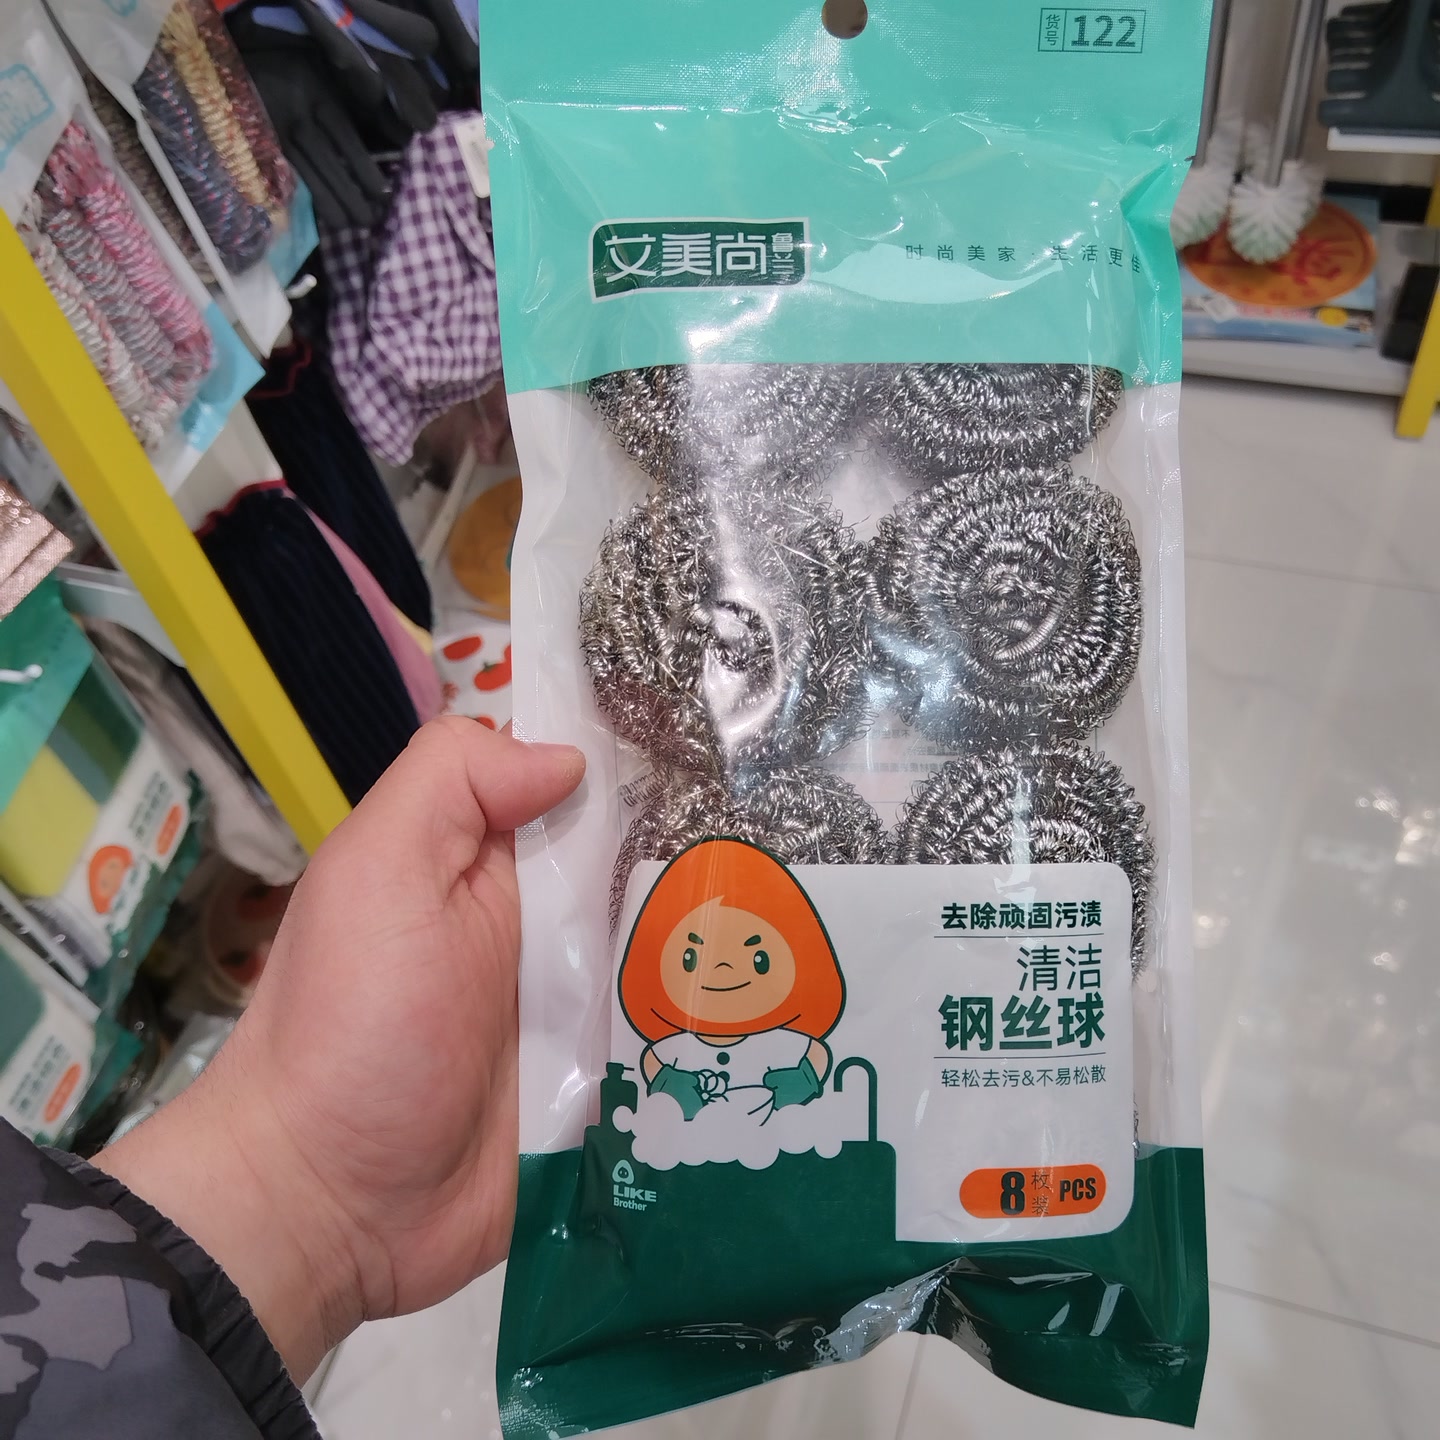 货号 122
艾美尚
鲁立兰
时尚美家·生活更佳
去除顽固污渍
清洁
钢丝球
轻松去污&不易松散
8枚装 PCS
LIKE
Brother